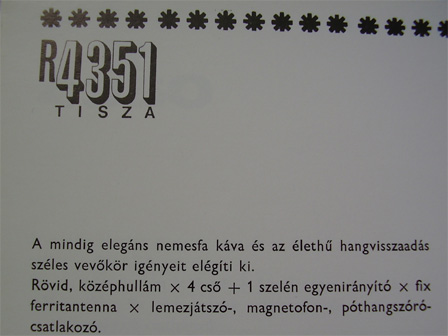 R4351
TISZA
A mindig elegáns nemesfa káva és az élethű hangvisszaadás
széles vevőkör igényeit elégíti ki.
Rövid, középhullám × 4 cső + 1 szelén egyenirányító × fix
ferritantenna × lemezjátszó-, magnetofon-, póthangszóró-
csatlakozó.